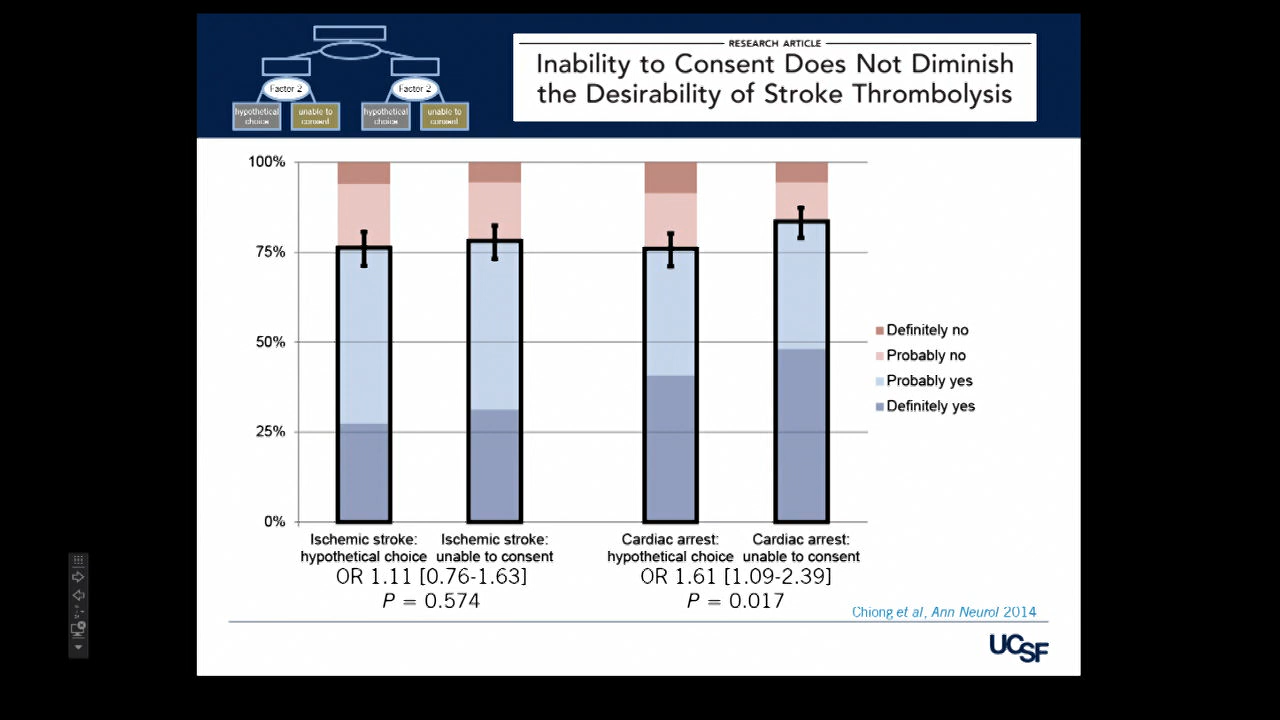 RESEARCH ARTICLE
Inability to Consent Does Not Diminish
the Desirability of Stroke Thrombolysis
Factor 2
Factor 2
hypothetical choice
unable to consent
hypothetical choice
unable to consent
100%
75%
50%
25%
0%
Definitely no
Probably no
Probably yes
Definitely yes
Ischemic stroke: hypothetical choice
Ischemic stroke: unable to consent
Cardiac arrest: hypothetical choice
Cardiac arrest: unable to consent
OR 1.11 [0.76-1.63]
P = 0.574
OR 1.61 [1.09-2.39]
P = 0.017
Chiong et al, Ann Neurol 2014
UCSF